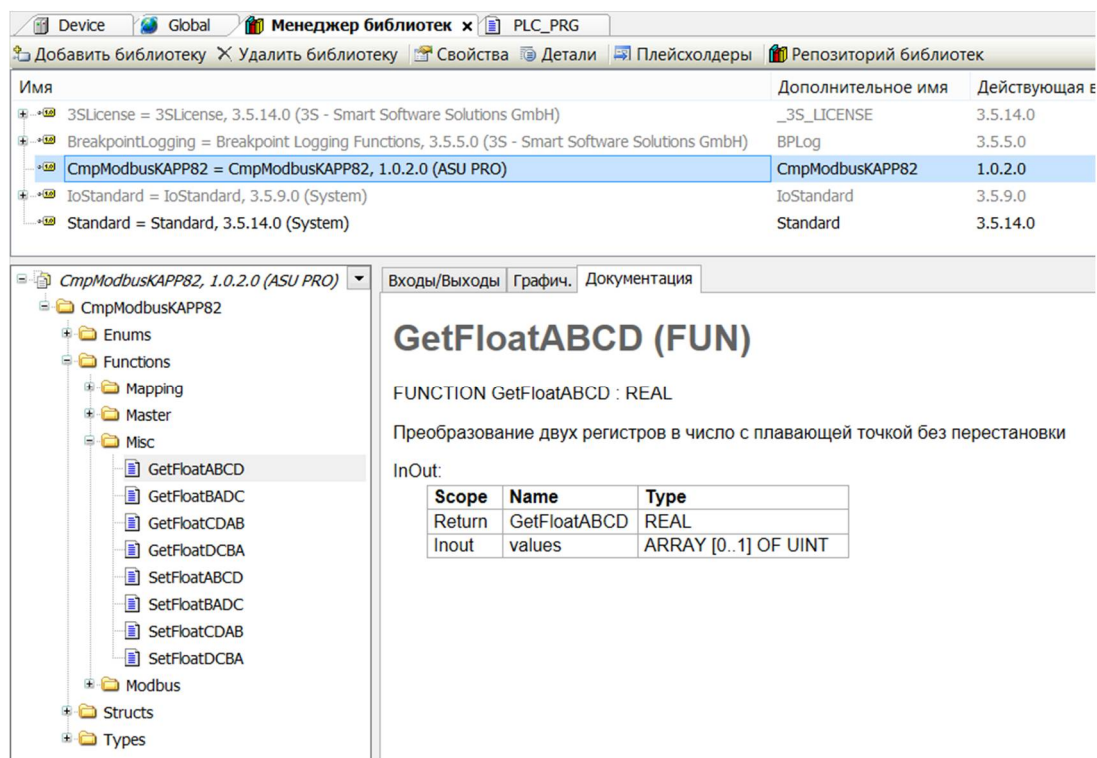 Device Global Менеджер библиотек x PLC_PRG
Добавить библиотеку Удалить библиотеку Свойства Детали Плейсхолдеры Репозиторий библиотек
Имя Дополнительное имя Действующая в
3SLicense = 3SLicense, 3.5.14.0 (3S - Smart Software Solutions GmbH) _3S_LICENSE 3.5.14.0
BreakpointLogging = Breakpoint Logging Functions, 3.5.5.0 (3S - Smart Software Solutions GmbH) BPLog 3.5.5.0
CmpModbusKAPP82 = CmpModbusKAPP82, 1.0.2.0 (ASU PRO) CmpModbusKAPP82 1.0.2.0
IoStandard = IoStandard, 3.5.9.0 (System) IoStandard 3.5.9.0
Standard = Standard, 3.5.14.0 (System) Standard 3.5.14.0
CmpModbusKAPP82, 1.0.2.0 (ASU PRO)
CmpModbusKAPP82
Enums
Functions
Mapping
Master
Misc
GetFloatABCD
GetFloatBADC
GetFloatCDAB
GetFloatDCBA
SetFloatABCD
SetFloatBADC
SetFloatCDAB
SetFloatDCBA
Modbus
Structs
Types
Входы/Выходы Графич. Документация
GetFloatABCD (FUN)
FUNCTION GetFloatABCD : REAL
Преобразование двух регистров в число с плавающей точкой без перестановки
InOut:
Scope Name Type
Return GetFloatABCD REAL
Inout values ARRAY [0..1] OF UINT